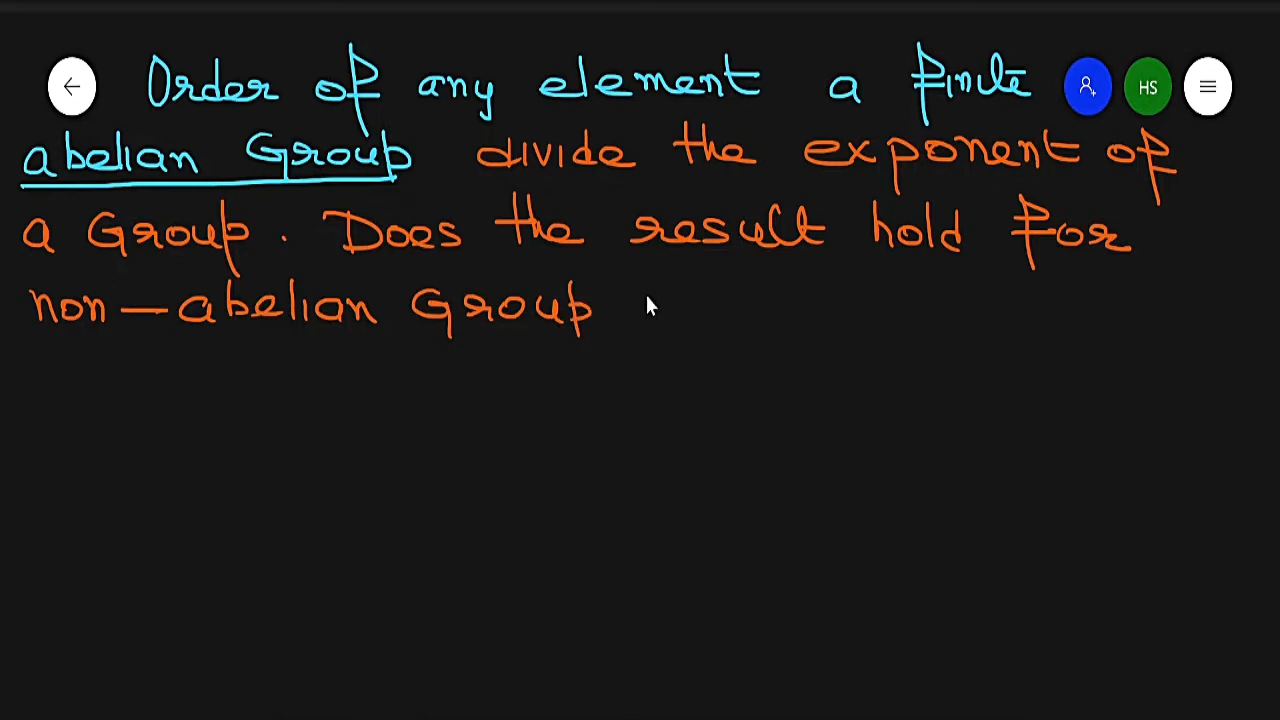 Order of any element a finite HS
abelian Group divide the exponent of
a Group. Does the result hold for
non-abelian Group